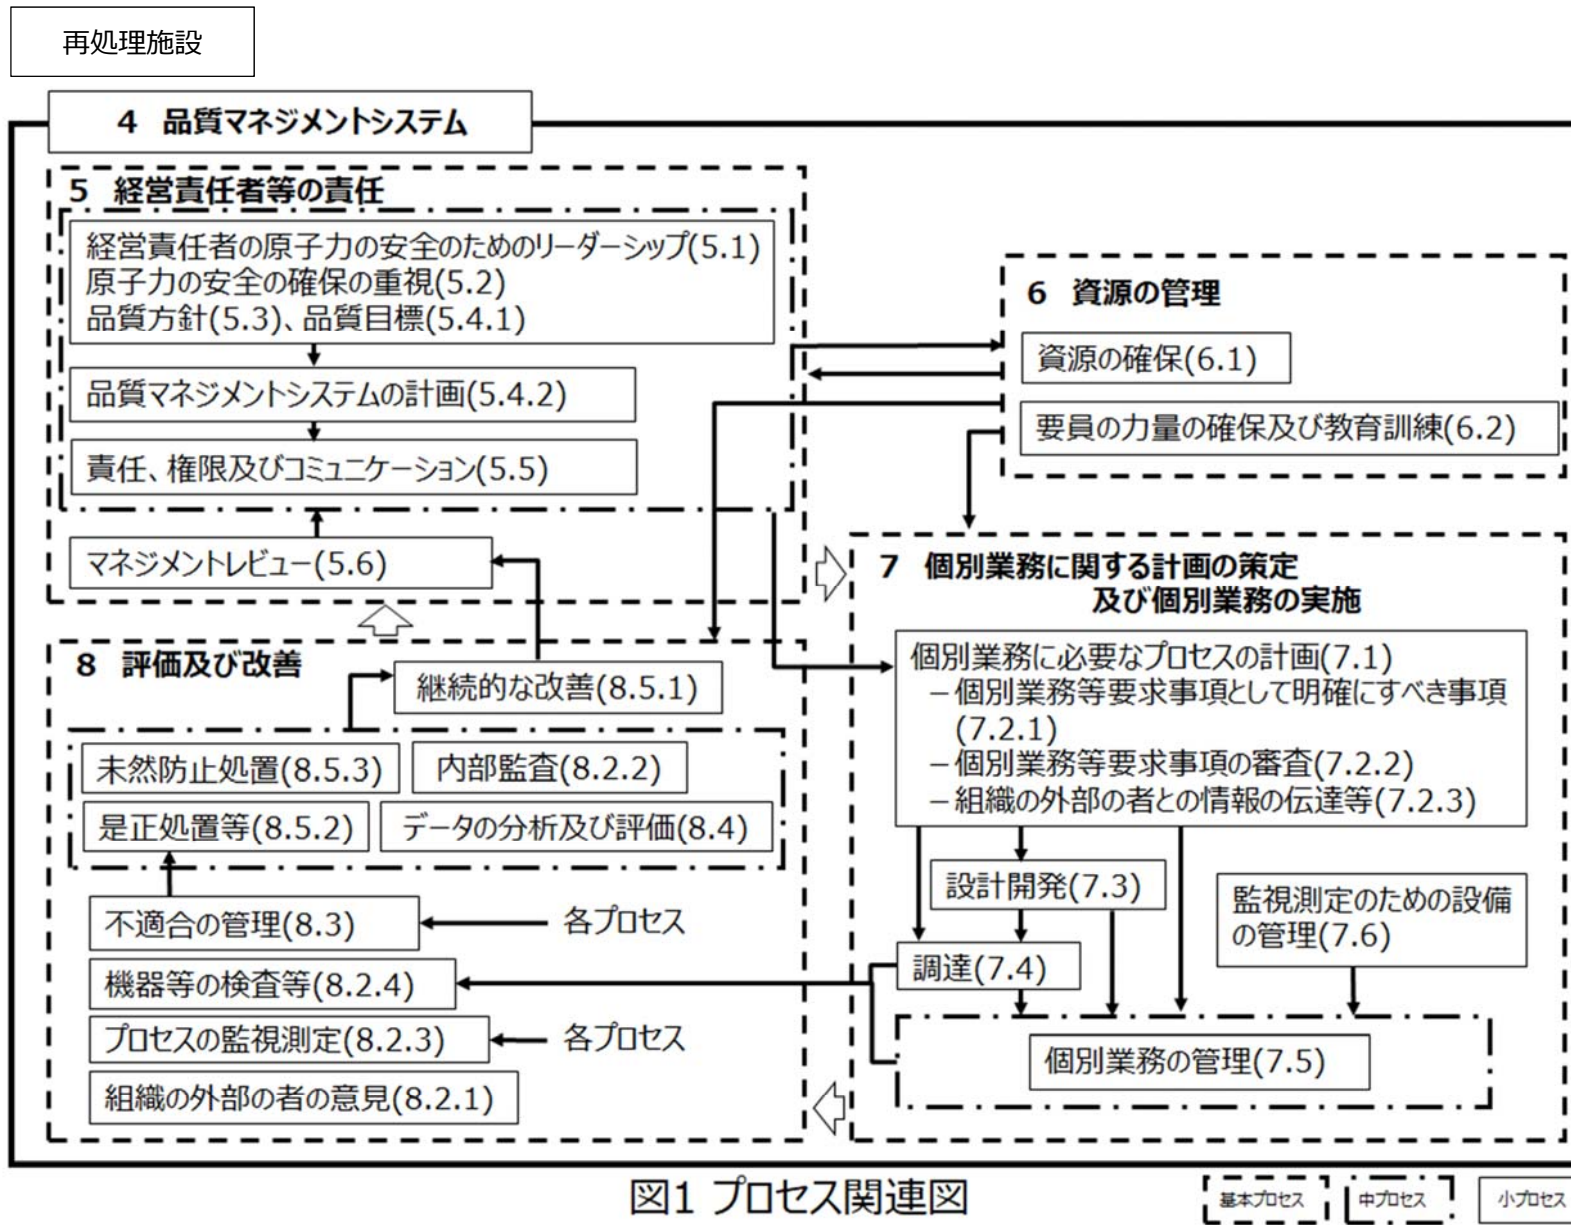 再処理施設
4 品質マネジメントシステム
5 経営責任者等の責任
経営責任者の原子力の安全のためのリーダーシップ(5.1)
原子力の安全の確保の重視(5.2)
品質方針(5.3)、品質目標(5.4.1)
品質マネジメントシステムの計画(5.4.2)
責任、権限及びコミュニケーション(5.5)
マネジメントレビュー(5.6)
6 資源の管理
資源の確保(6.1)
要員の力量の確保及び教育訓練(6.2)
7 個別業務に関する計画の策定
及び個別業務の実施
個別業務に必要なプロセスの計画(7.1)
－個別業務等要求事項として明確にすべき事項
(7.2.1)
－個別業務等要求事項の審査(7.2.2)
－組織の外部の者との情報の伝達等(7.2.3)
設計開発(7.3)
監視測定のための設備
の管理(7.6)
調達(7.4)
個別業務の管理(7.5)
8 評価及び改善
継続的な改善(8.5.1)
未然防止処置(8.5.3)
内部監査(8.2.2)
是正処置等(8.5.2)
データの分析及び評価(8.4)
不適合の管理(8.3)
各プロセス
機器等の検査等(8.2.4)
プロセスの監視測定(8.2.3)
各プロセス
組織の外部の者の意見(8.2.1)
図1 プロセス関連図
基本プロセス
中プロセス
小プロセス